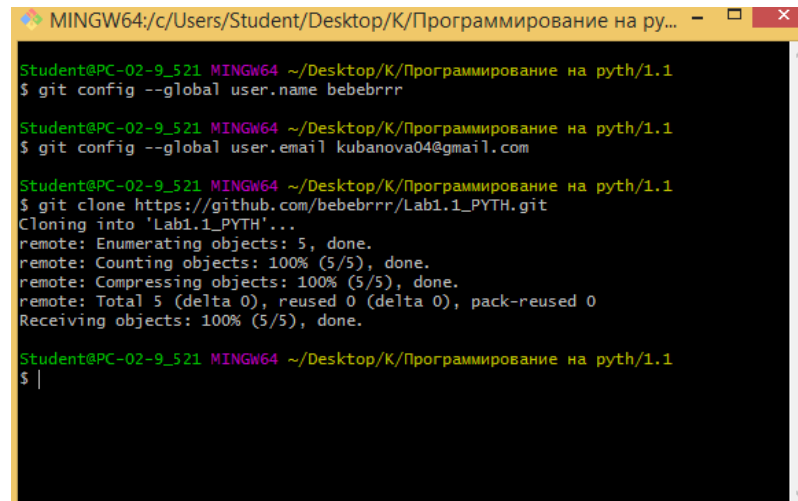 MINGW64:/c/Users/Student/Desktop/К/Программирование на py...
Student@PC-02-9_521 MINGW64 ~/Desktop/К/Программирование на pyth/1.1
$ git config --global user.name bebebrrr
Student@PC-02-9_521 MINGW64 ~/Desktop/К/Программирование на pyth/1.1
$ git config --global user.email kubanova04@gmail.com
Student@PC-02-9_521 MINGW64 ~/Desktop/К/Программирование на pyth/1.1
$ git clone https://github.com/bebebrrr/Lab1.1_PYTH.git
Cloning into 'Lab1.1_PYTH'...
remote: Enumerating objects: 5, done.
remote: Counting objects: 100% (5/5), done.
remote: Compressing objects: 100% (5/5), done.
remote: Total 5 (delta 0), reused 0 (delta 0), pack-reused 0
Receiving objects: 100% (5/5), done.
Student@PC-02-9_521 MINGW64 ~/Desktop/К/Программирование на pyth/1.1
$